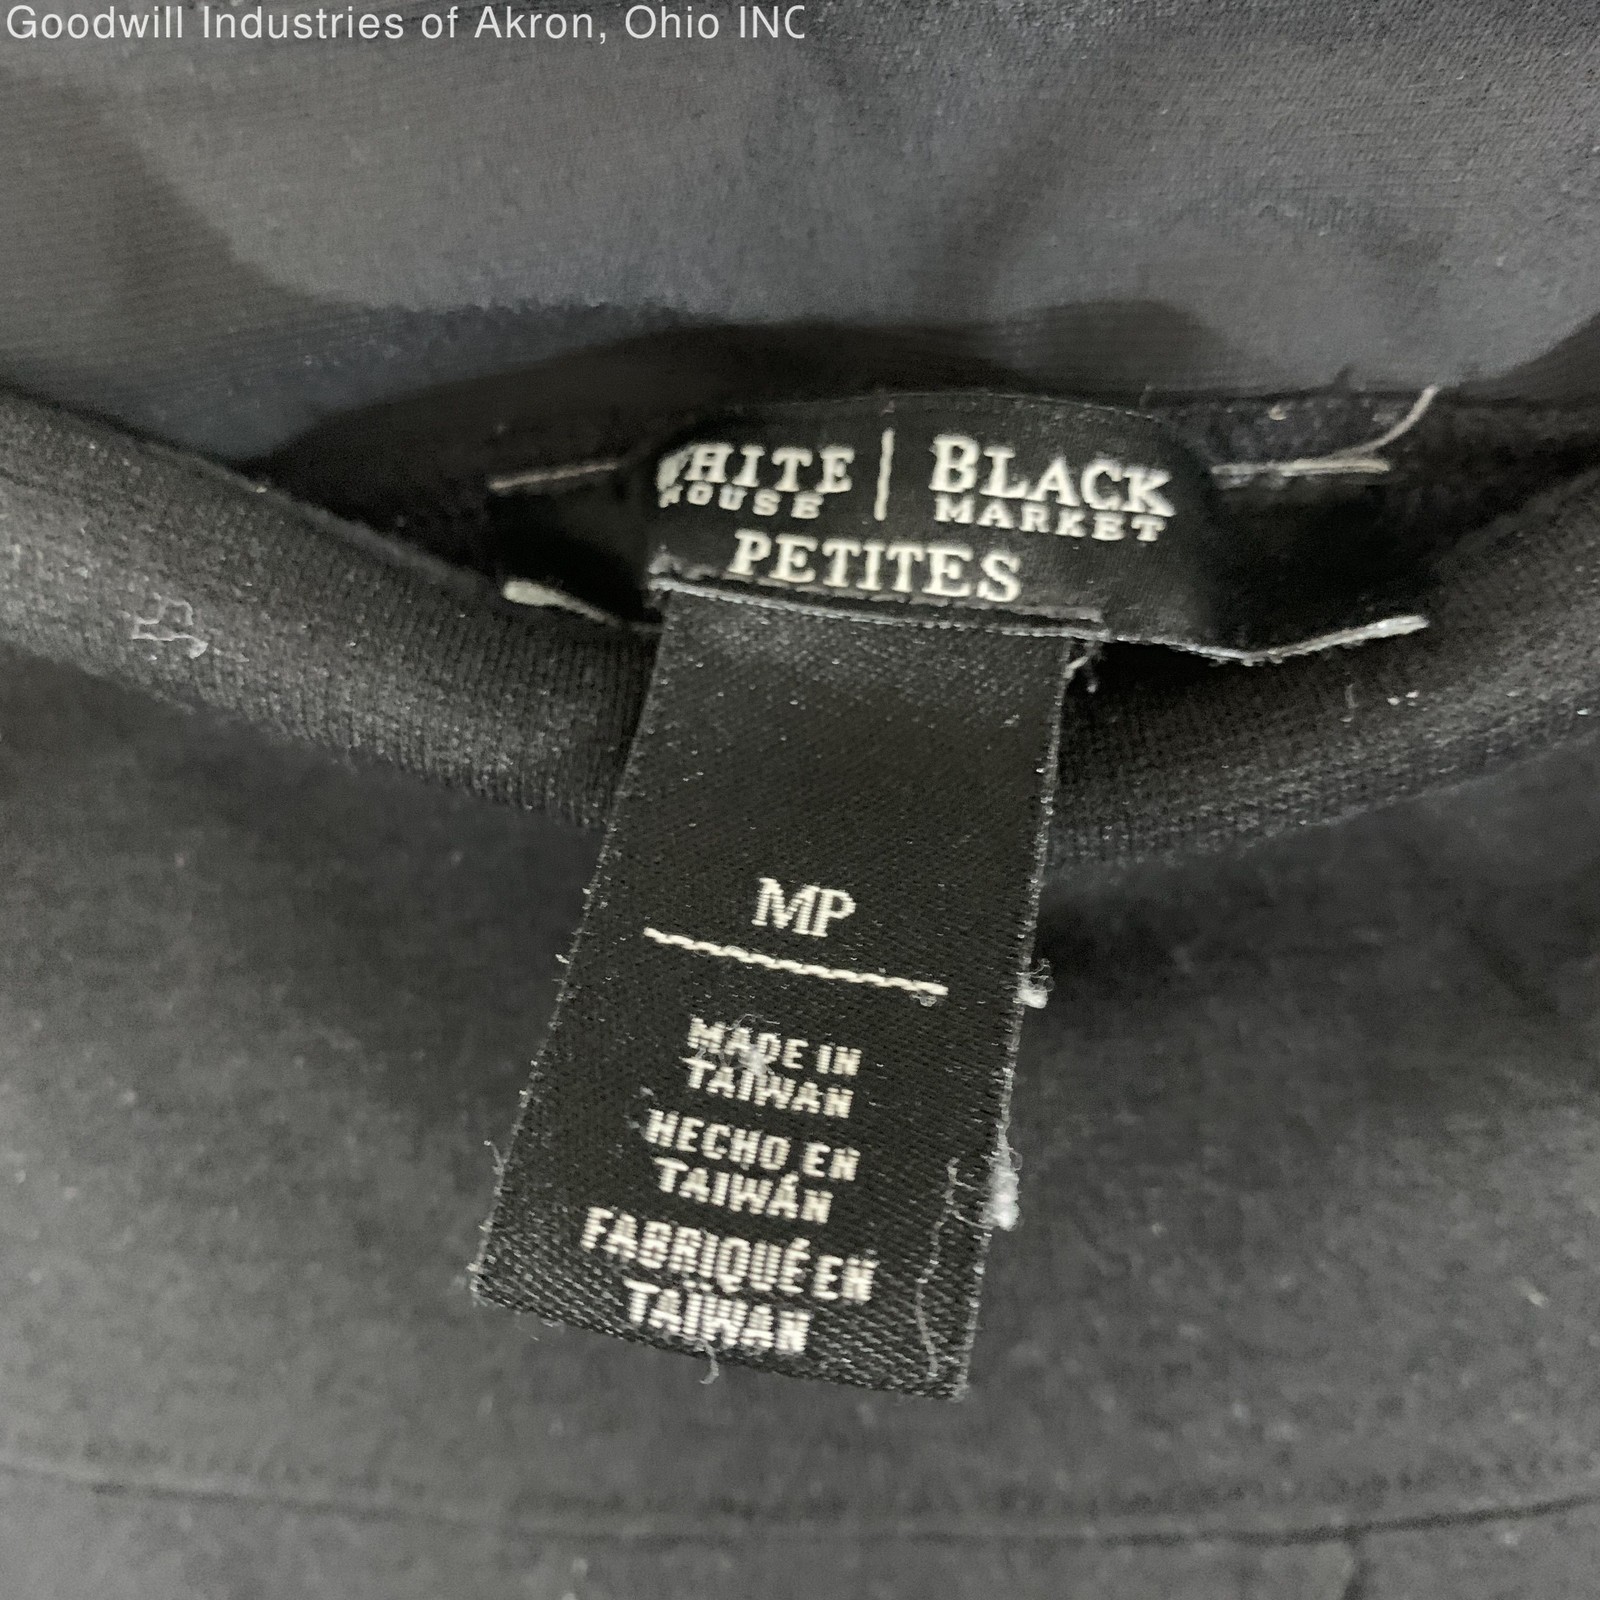 Goodwill Industries of Akron, Ohio INC
WHITE | BLACK
HOUSE MARKET
PETITES
MP
MADE IN
TAIWAN
HECHO EN
TAIWÁN
FABRIQUÉ EN
TAÏWAN